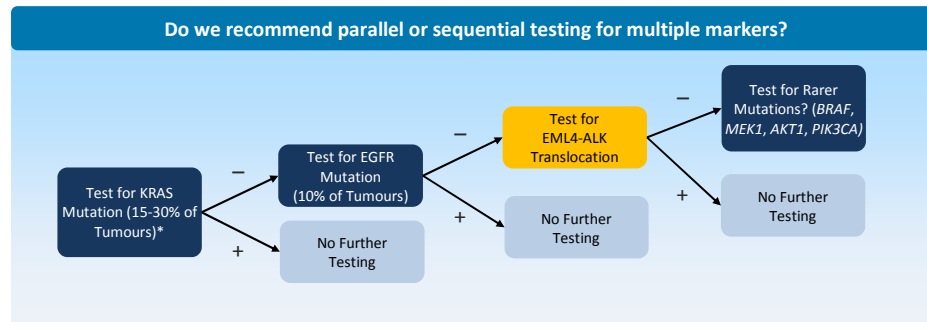 Do we recommend parallel or sequential testing for multiple markers?
Test for KRAS
Mutation (15-30% of
Tumours)*
–
+
Test for EGFR
Mutation
(10% of Tumours)
No Further
Testing
–
+
Test for
EML4-ALK
Translocation
No Further
Testing
–
+
Test for Rarer
Mutations? (BRAF,
MEK1, AKT1, PIK3CA)
No Further
Testing